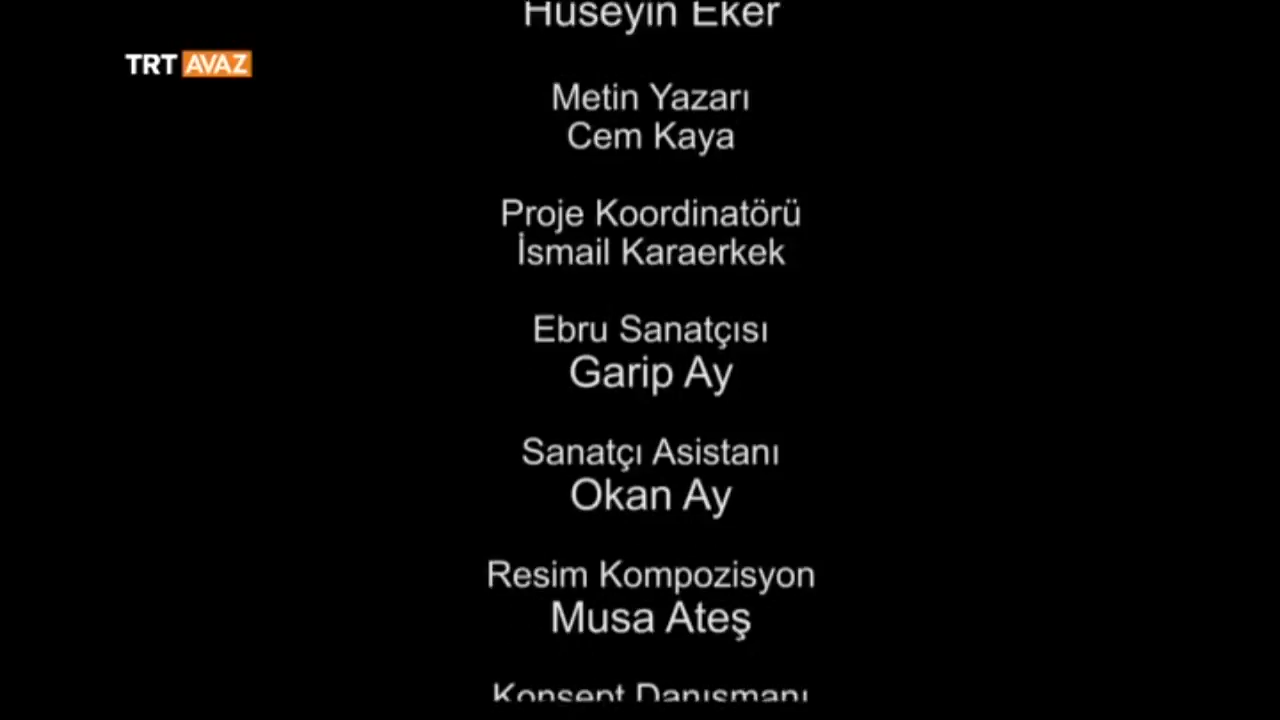 Hüseyin Eker
TRT AVAZ
Metin Yazarı
Cem Kaya
Proje Koordinatörü
İsmail Karaerkek
Ebru Sanatçısı
Garip Ay
Sanatçı Asistanı
Okan Ay
Resim Kompozisyon
Musa Ateş
Konsept Danışmanı